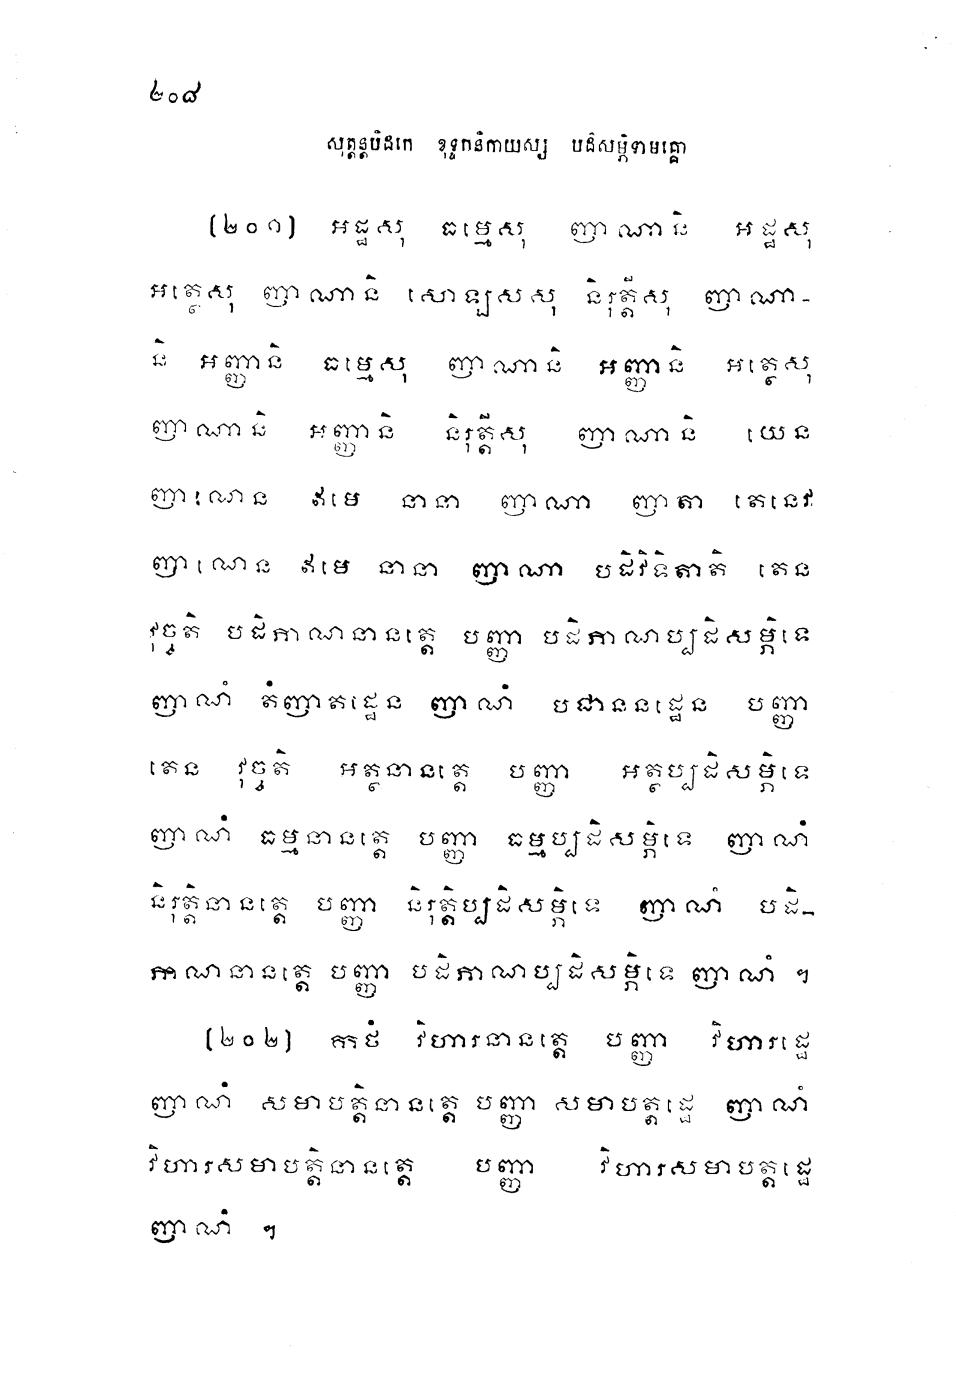 ២០៨
សុត្តន្តបិដកេ ខុទ្ទកនិកាយស្ស បដិសម្ភិទាមគ្គោ
(២០១) អដ្ឋសុ ធម្មេសុ ញាណានិ អដ្ឋសុ
អត្ថេសុ ញាណានិ សោឡសសុ និរុត្តីសុ ញាណា-
និ អញ្ញានិ ធម្មេសុ ញាណានិ អញ្ញានិ អត្ថេសុ
ញាណានិ អញ្ញានិ និរុត្តីសុ ញាណានិ យេន
ញាណេន ឥមេ នានា ញាណា ញាតា តេនេវ
ញាណេន ឥមេ នានា ញាណា បដិវិទិតាតិ តេន
វុច្ចតិ បដិភាណនានត្តេ បញ្ញា បដិភាណប្បដិសម្ភិទេ
ញាណំ តំញាតដ្ឋេន ញាណំ បជាននដ្ឋេន បញ្ញា
តេន វុច្ចតិ អត្ថនានត្តេ បញ្ញា អត្ថប្បដិសម្ភិទេ
ញាណំ ធម្មនានត្តេ បញ្ញា ធម្មប្បដិសម្ភិទេ ញាណំ
និរុត្តិនានត្តេ បញ្ញា និរុត្តិប្បដិសម្ភិទេ ញាណំ បដិ-
ភាណនានត្តេ បញ្ញា បដិភាណប្បដិសម្ភិទេ ញាណំ ។
(២០២) កថំ វិហារនានត្តេ បញ្ញា វិហារដ្ឋេ
ញាណំ សមាបត្តិនានត្តេ បញ្ញា សមាបត្តដ្ឋេ ញាណំ
វិហារសមាបត្តិនានត្តេ បញ្ញា វិហារសមាបត្តដ្ឋេ
ញាណំ ។